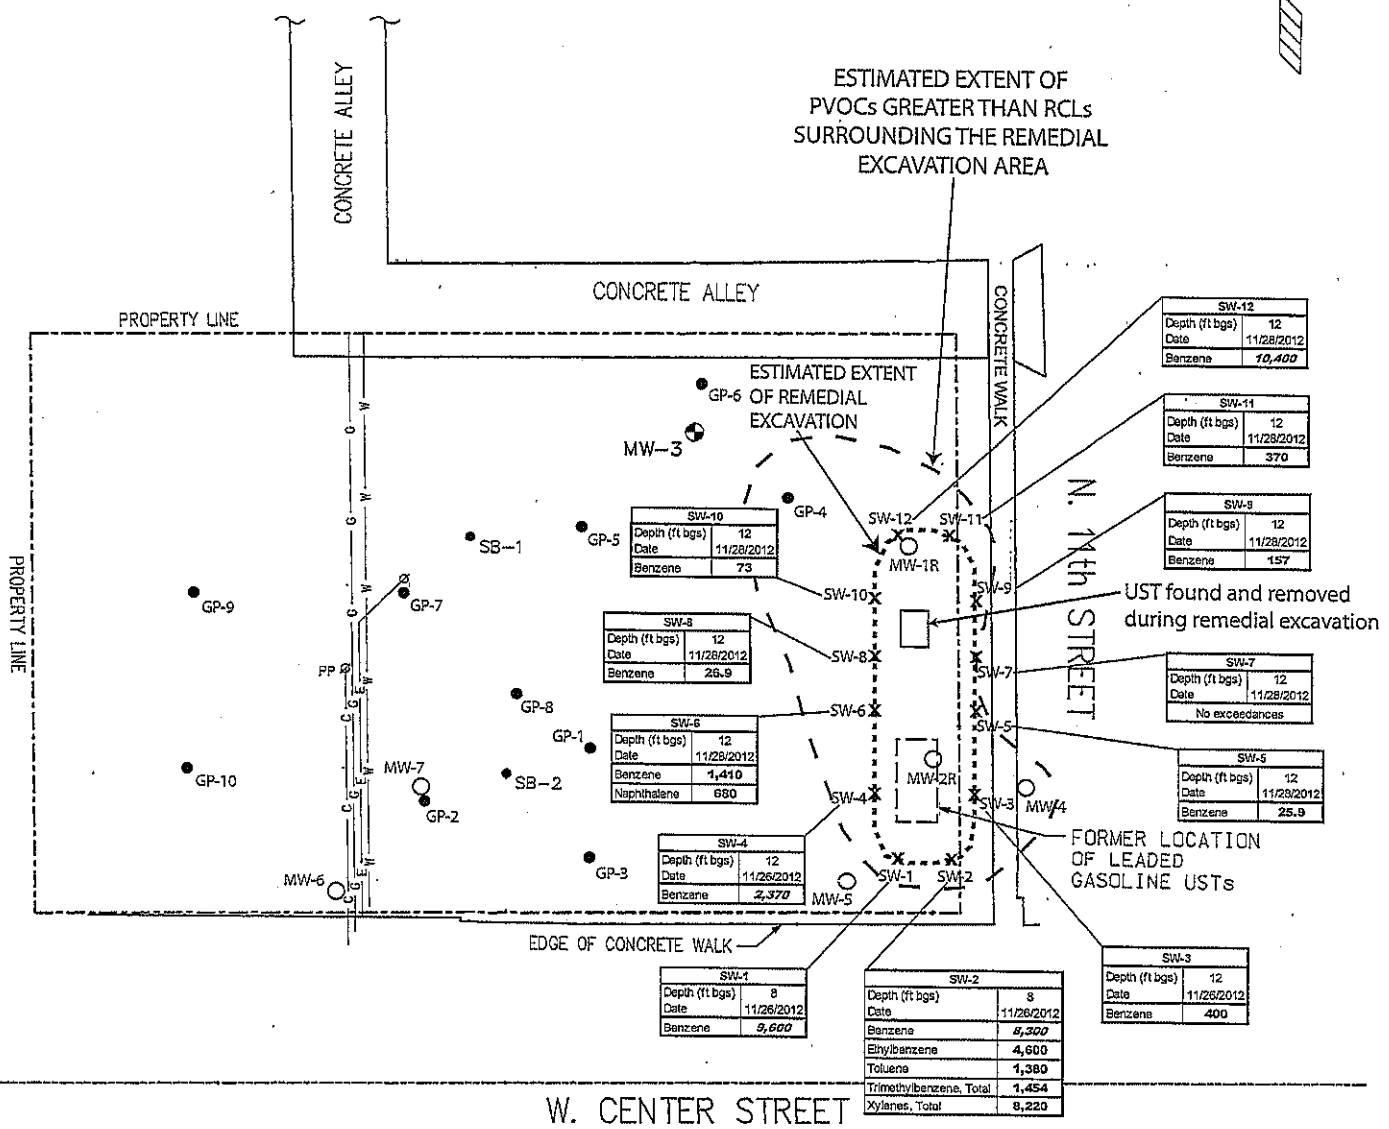 CONCRETE ALLEY
ESTIMATED EXTENT OF
PVOCs GREATER THAN RCLs
SURROUNDING THE REMEDIAL
EXCAVATION AREA
CONCRETE ALLEY
PROPERTY LINE
CONCRETE WALK
SW-12
Depth (ft bgs) 12
Date 11/28/2012
Benzene 10,400
ESTIMATED EXTENT
OF REMEDIAL
EXCAVATION
GP-6
MW-3
SW-11
Depth (ft bgs) 12
Date 11/28/2012
Benzene 370
N. 11th STREET
SW-9
Depth (ft bgs) 12
Date 11/28/2012
Benzene 157
GP-4
SW-10
Depth (ft bgs) 12
Date 11/28/2012
Benzene 73
SW-12
SW-11
MW-1R
GP-5
SB-1
PROPERTY LINE
GP-9
GP-7
SW-10
SW-9
UST found and removed
during remedial excavation
SW-8
Depth (ft bgs) 12
Date 11/28/2012
Benzene 26.9
SW-8
SW-7
SW-7
Depth (ft bgs) 12
Date 11/28/2012
No exceedances
PP
GP-8
SW-6
SW-5
SW-6
Depth (ft bgs) 12
Date 11/28/2012
Benzene 1,410
Naphthalene 680
GP-1
SW-5
Depth (ft bgs) 12
Date 11/28/2012
Benzene 25.9
GP-10
MW-7
GP-2
SB-2
MW-2R
SW-4
SW-3
MW-4
FORMER LOCATION
OF LEADED
GASOLINE USTs
SW-4
Depth (ft bgs) 12
Date 11/26/2012
Benzene 2,370
GP-3
MW-6
MW-5
SW-1
SW-2
EDGE OF CONCRETE WALK
SW-1
Depth (ft bgs) 8
Date 11/26/2012
Benzene 9,600
SW-2
Depth (ft bgs) 8
Date 11/26/2012
Benzene 8,300
Ethylbenzene 4,600
Toluene 1,380
Trimethylbenzene, Total 1,454
Xylenes, Total 8,220
SW-3
Depth (ft bgs) 12
Date 11/26/2012
Benzene 400
W. CENTER STREET